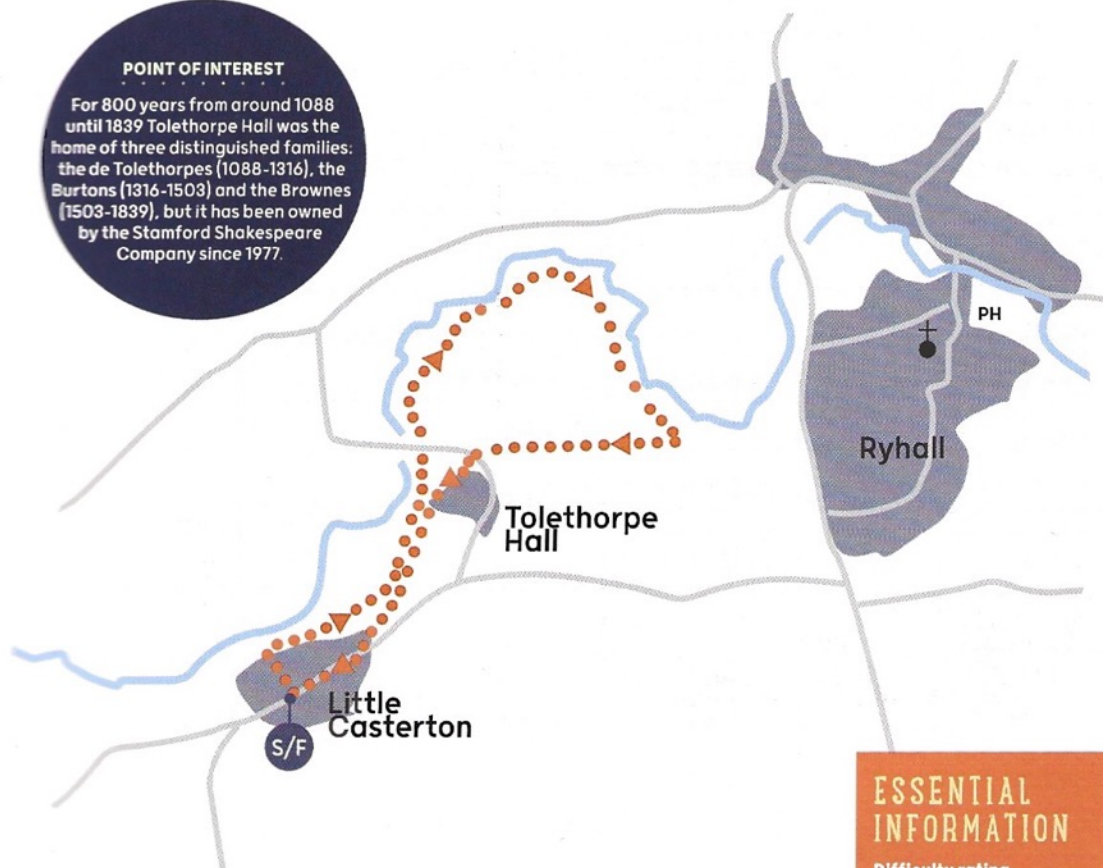 POINT OF INTEREST
For 800 years from around 1088
until 1839 Tolethorpe Hall was the
home of three distinguished families:
the de Tolethorpes (1088-1316), the
Burtons (1316-1503) and the Brownes
(1503-1839), but it has been owned
by the Stamford Shakespeare
Company since 1977.
PH
Ryhall
Tolethorpe
Hall
Little
Casterton
S/F
ESSENTIAL
INFORMATION
Difficulty rating